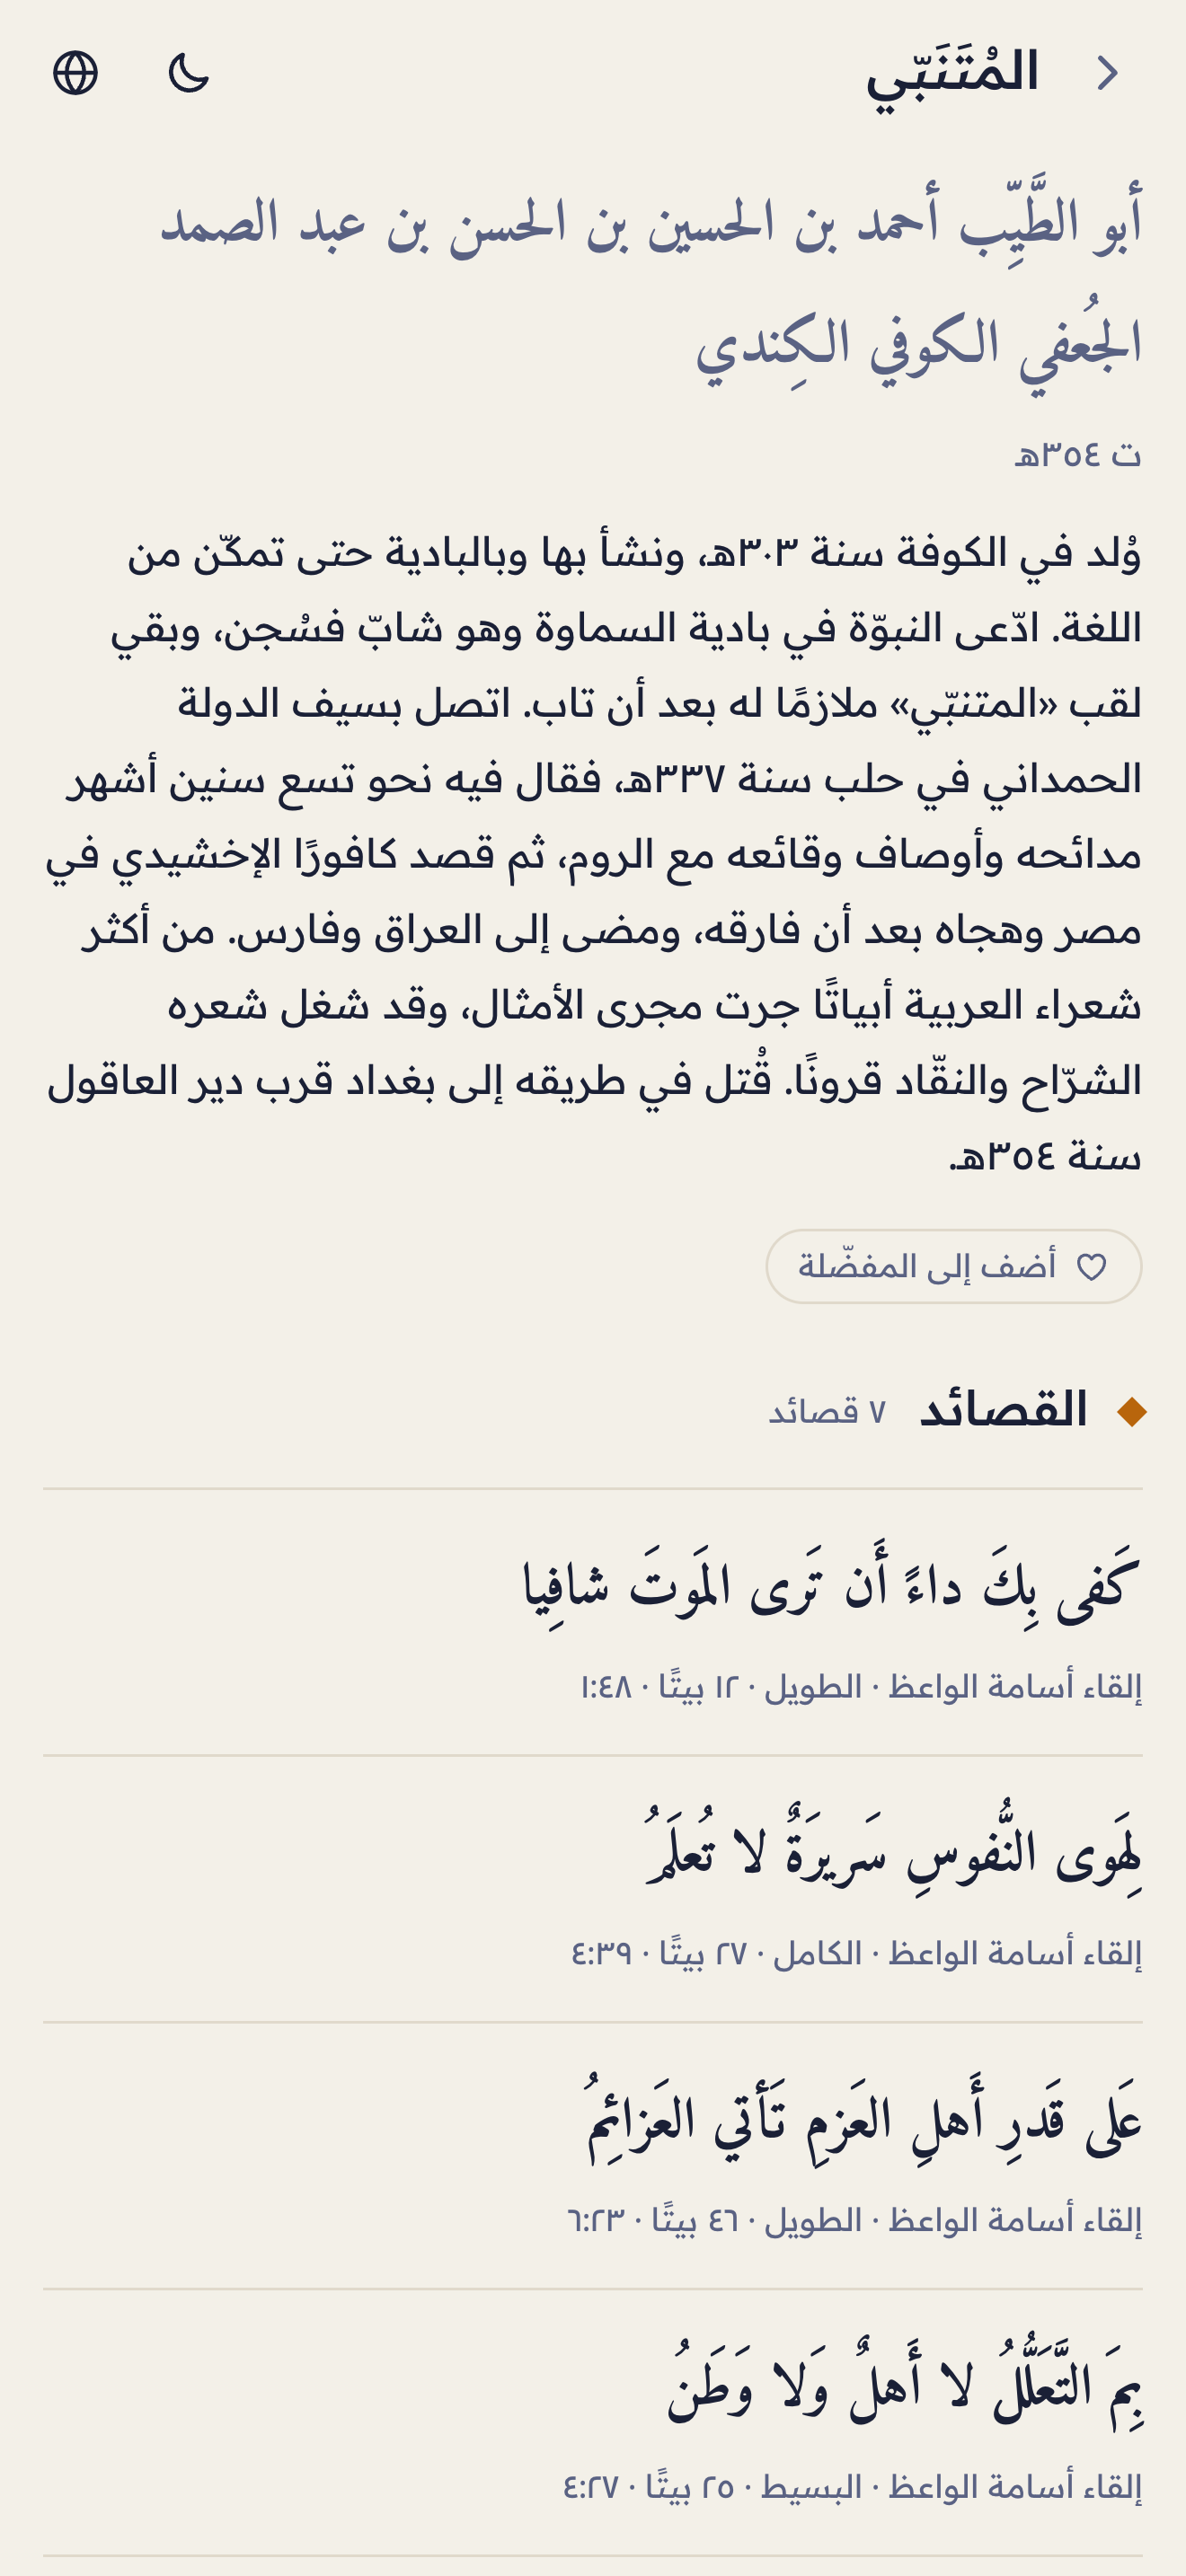 المُتَنَبّي
أبو الطَّيِّب أحمد بن الحسين بن الحسن بن عبد الصمد
الجُعفي الكوفي الكِندي
ت ٣٥٤هـ
وُلد في الكوفة سنة ٣٠٣هـ، ونشأ بها وبالبادية حتى تمكّن من
اللغة. ادّعى النبوّة في بادية السماوة وهو شابّ فسُجن، وبقي
لقب «المتنبّي» ملازمًا له بعد أن تاب. اتصل بسيف الدولة
الحمداني في حلب سنة ٣٣٧هـ، فقال فيه نحو تسع سنين أشهر
مدائحه وأوصاف وقائعه مع الروم، ثم قصد كافورًا الإخشيدي في
مصر وهجاه بعد أن فارقه، ومضى إلى العراق وفارس. من أكثر
شعراء العربية أبياتًا جرت مجرى الأمثال، وقد شغل شعره
الشرّاح والنقّاد قرونًا. قُتل في طريقه إلى بغداد قرب دير العاقول
سنة ٣٥٤هـ.
أضف إلى المفضّلة
القصائد ٧ قصائد
كَفى بِكَ داءً أَن تَرى المَوتَ شافِيا
إلقاء أسامة الواعظ · الطويل · ١٢ بيتًا · ١:٤٨
لِهَوى النُّفوسِ سَريرَةٌ لا تُعلَمُ
إلقاء أسامة الواعظ · الكامل · ٢٧ بيتًا · ٤:٣٩
عَلى قَدرِ أَهلِ العَزمِ تَأتي العَزائِمُ
إلقاء أسامة الواعظ · الطويل · ٤٦ بيتًا · ٦:٢٣
بِمَ التَّعَلُّلُ لا أَهلٌ وَلا وَطَنُ
إلقاء أسامة الواعظ · البسيط · ٢٥ بيتًا · ٤:٢٧